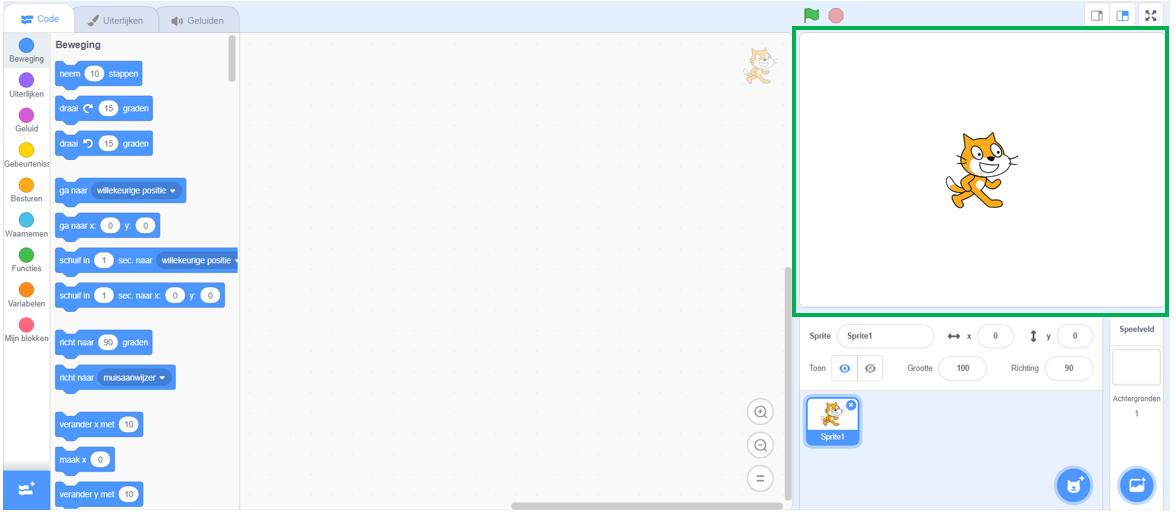 Code Uiterlijken Geluiden
Beweging
Uiterlijken
Geluid
Gebeurteniss
Besturen
Waarnemen
Functies
Variabelen
Mijn blokken
Beweging
neem 10 stappen
draai 15 graden
draai 15 graden
ga naar willekeurige positie
ga naar x: 0 y: 0
schuif in 1 sec. naar willekeurige positie
schuif in 1 sec. naar x: 0 y: 0
richt naar 90 graden
richt naar muisaanwijzer
verander x met 10
maak x 0
verander y met 10
Sprite Sprite1 x 0 y 0
Toon Grootte 100 Richting 90
Sprite1
Speelveld
Achtergronden
1